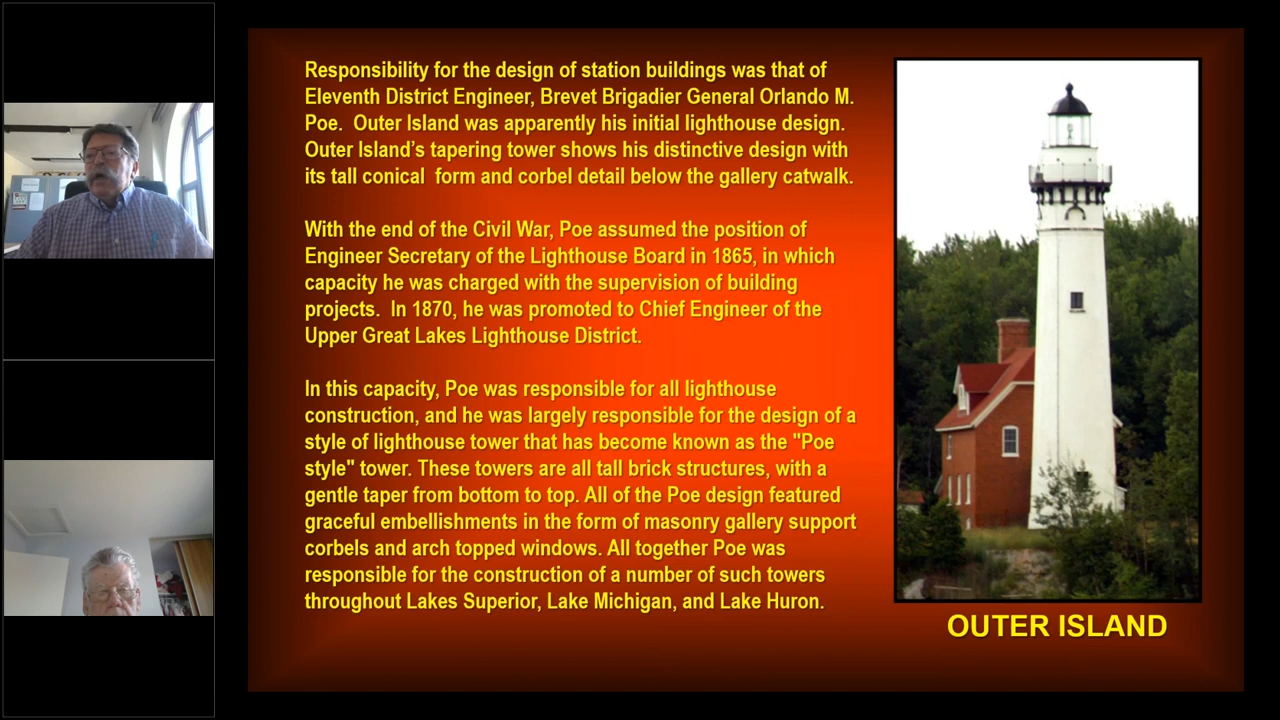 Responsibility for the design of station buildings was that of
Eleventh District Engineer, Brevet Brigadier General Orlando M.
Poe.  Outer Island was apparently his initial lighthouse design.
Outer Island’s tapering tower shows his distinctive design with
its tall conical  form and corbel detail below the gallery catwalk.
With the end of the Civil War, Poe assumed the position of
Engineer Secretary of the Lighthouse Board in 1865, in which
capacity he was charged with the supervision of building
projects.  In 1870, he was promoted to Chief Engineer of the
Upper Great Lakes Lighthouse District.
In this capacity, Poe was responsible for all lighthouse
construction, and he was largely responsible for the design of a
style of lighthouse tower that has become known as the "Poe
style" tower. These towers are all tall brick structures, with a
gentle taper from bottom to top. All of the Poe design featured
graceful embellishments in the form of masonry gallery support
corbels and arch topped windows. All together Poe was
responsible for the construction of a number of such towers
throughout Lakes Superior, Lake Michigan, and Lake Huron.
OUTER ISLAND